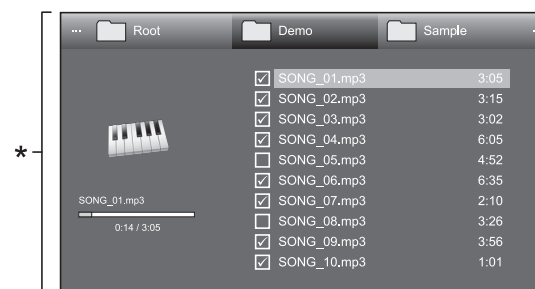 ... Root Demo Sample
SONG_01.mp3 3:05
SONG_02.mp3 3:15
SONG_03.mp3 3:02
SONG_04.mp3 6:05
SONG_05.mp3 4:52
SONG_06.mp3 6:35
SONG_07.mp3 2:10
SONG_08.mp3 3:26
SONG_09.mp3 3:56
SONG_10.mp3 1:01
*
SONG_01.mp3
0:14 / 3:05